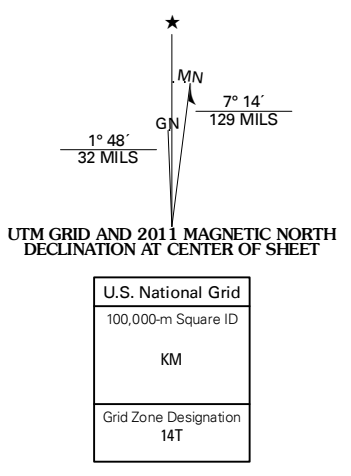 ★
MN
GN
7° 14´
129 MILS
1° 48´
32 MILS
UTM GRID AND 2011 MAGNETIC NORTH
DECLINATION AT CENTER OF SHEET
U.S. National Grid
100,000-m Square ID
KM
Grid Zone Designation
14T